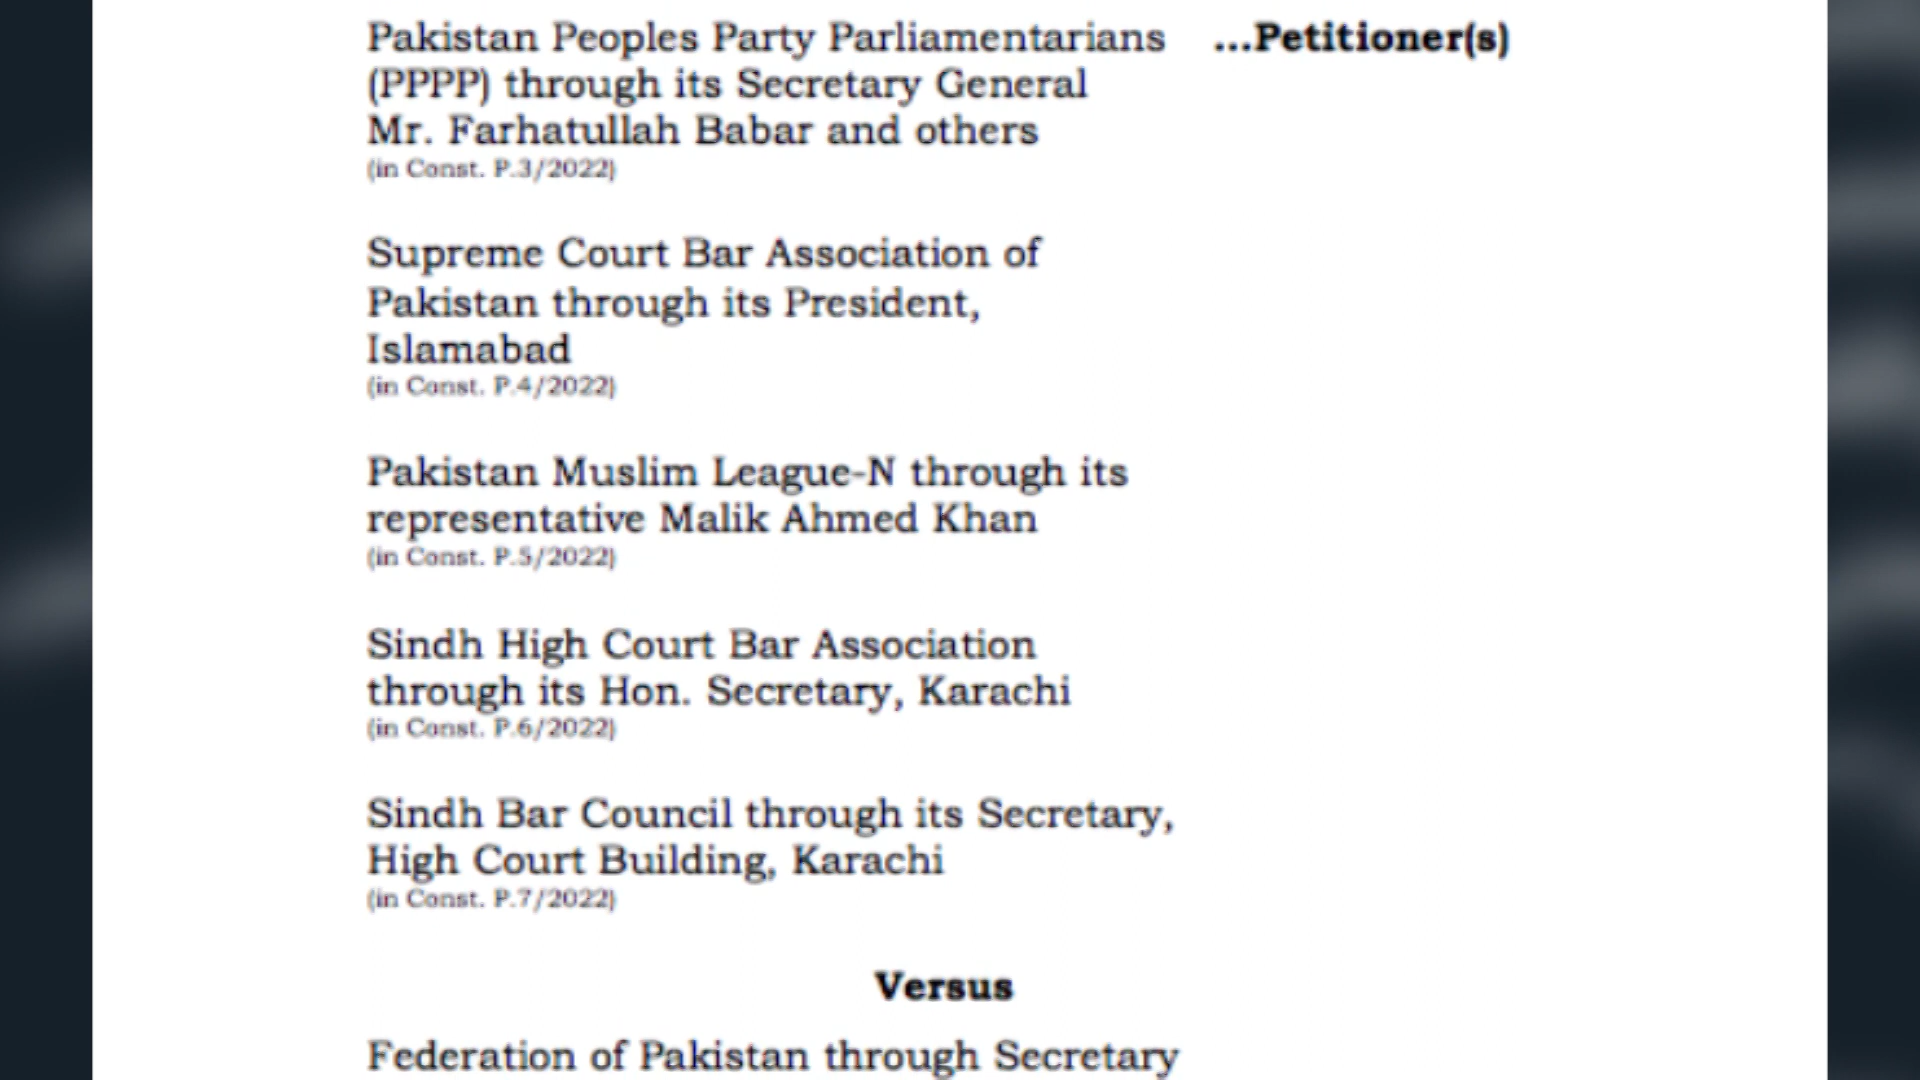 Pakistan Peoples Party Parliamentarians ...Petitioner(s)
(PPPP) through its Secretary General
Mr. Farhatullah Babar and others
(in Const. P.3/2022)
Supreme Court Bar Association of
Pakistan through its President,
Islamabad
(in Const. P.4/2022)
Pakistan Muslim League-N through its
representative Malik Ahmed Khan
(in Const. P.5/2022)
Sindh High Court Bar Association
through its Hon. Secretary, Karachi
(in Const. P.6/2022)
Sindh Bar Council through its Secretary,
High Court Building, Karachi
(in Const. P.7/2022)
Versus
Federation of Pakistan through Secretary